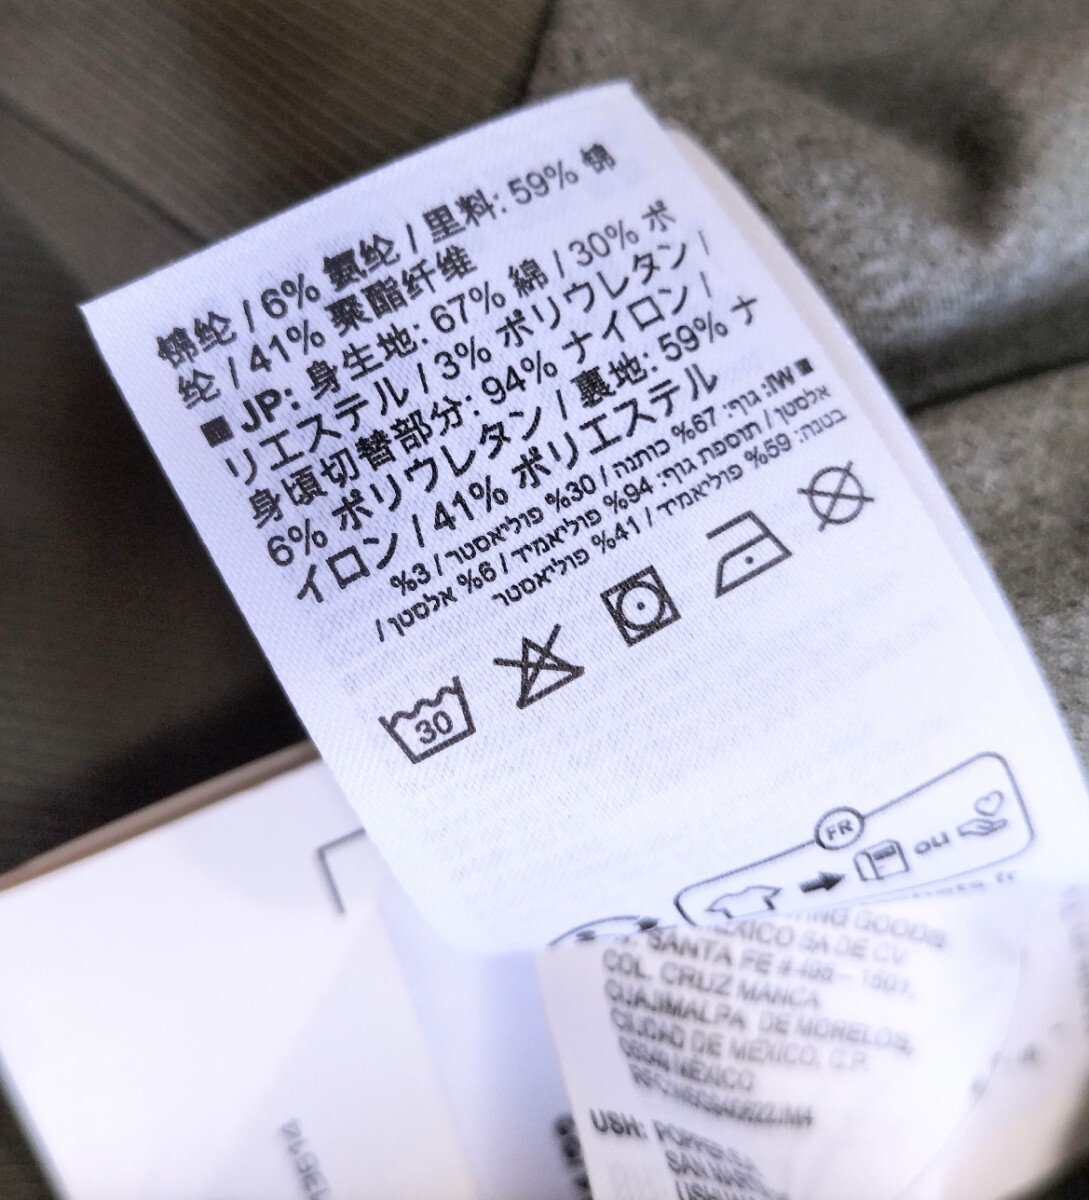 锦纶 / 6% 氨纶 / 里料: 59% 锦
纶 / 41% 聚酯纤维
■ JP: 身生地: 67% 綿 / 30% ポ
リエステル / 3% ポリウレタン /
身頃切替部分: 94% ナイロン /
6% ポリウレタン / 裏地: 59% ナ
イロン / 41% ポリエステル
■ IW: גוף: 67% כותנה / 30% פוליאסטר / 3%
אלסטן / תוספת גוף: 94% פוליאמיד / 6% אלסטן /
בטנה: 59% פוליאמיד / 41% פוליאסטר
30
FR
ou
SANTA FE
COL. CRUZ MANCA
CUAJIMALPA DE MORELOS,
CIUDAD DE MEXICO, C.P.
MEXICO
USH: